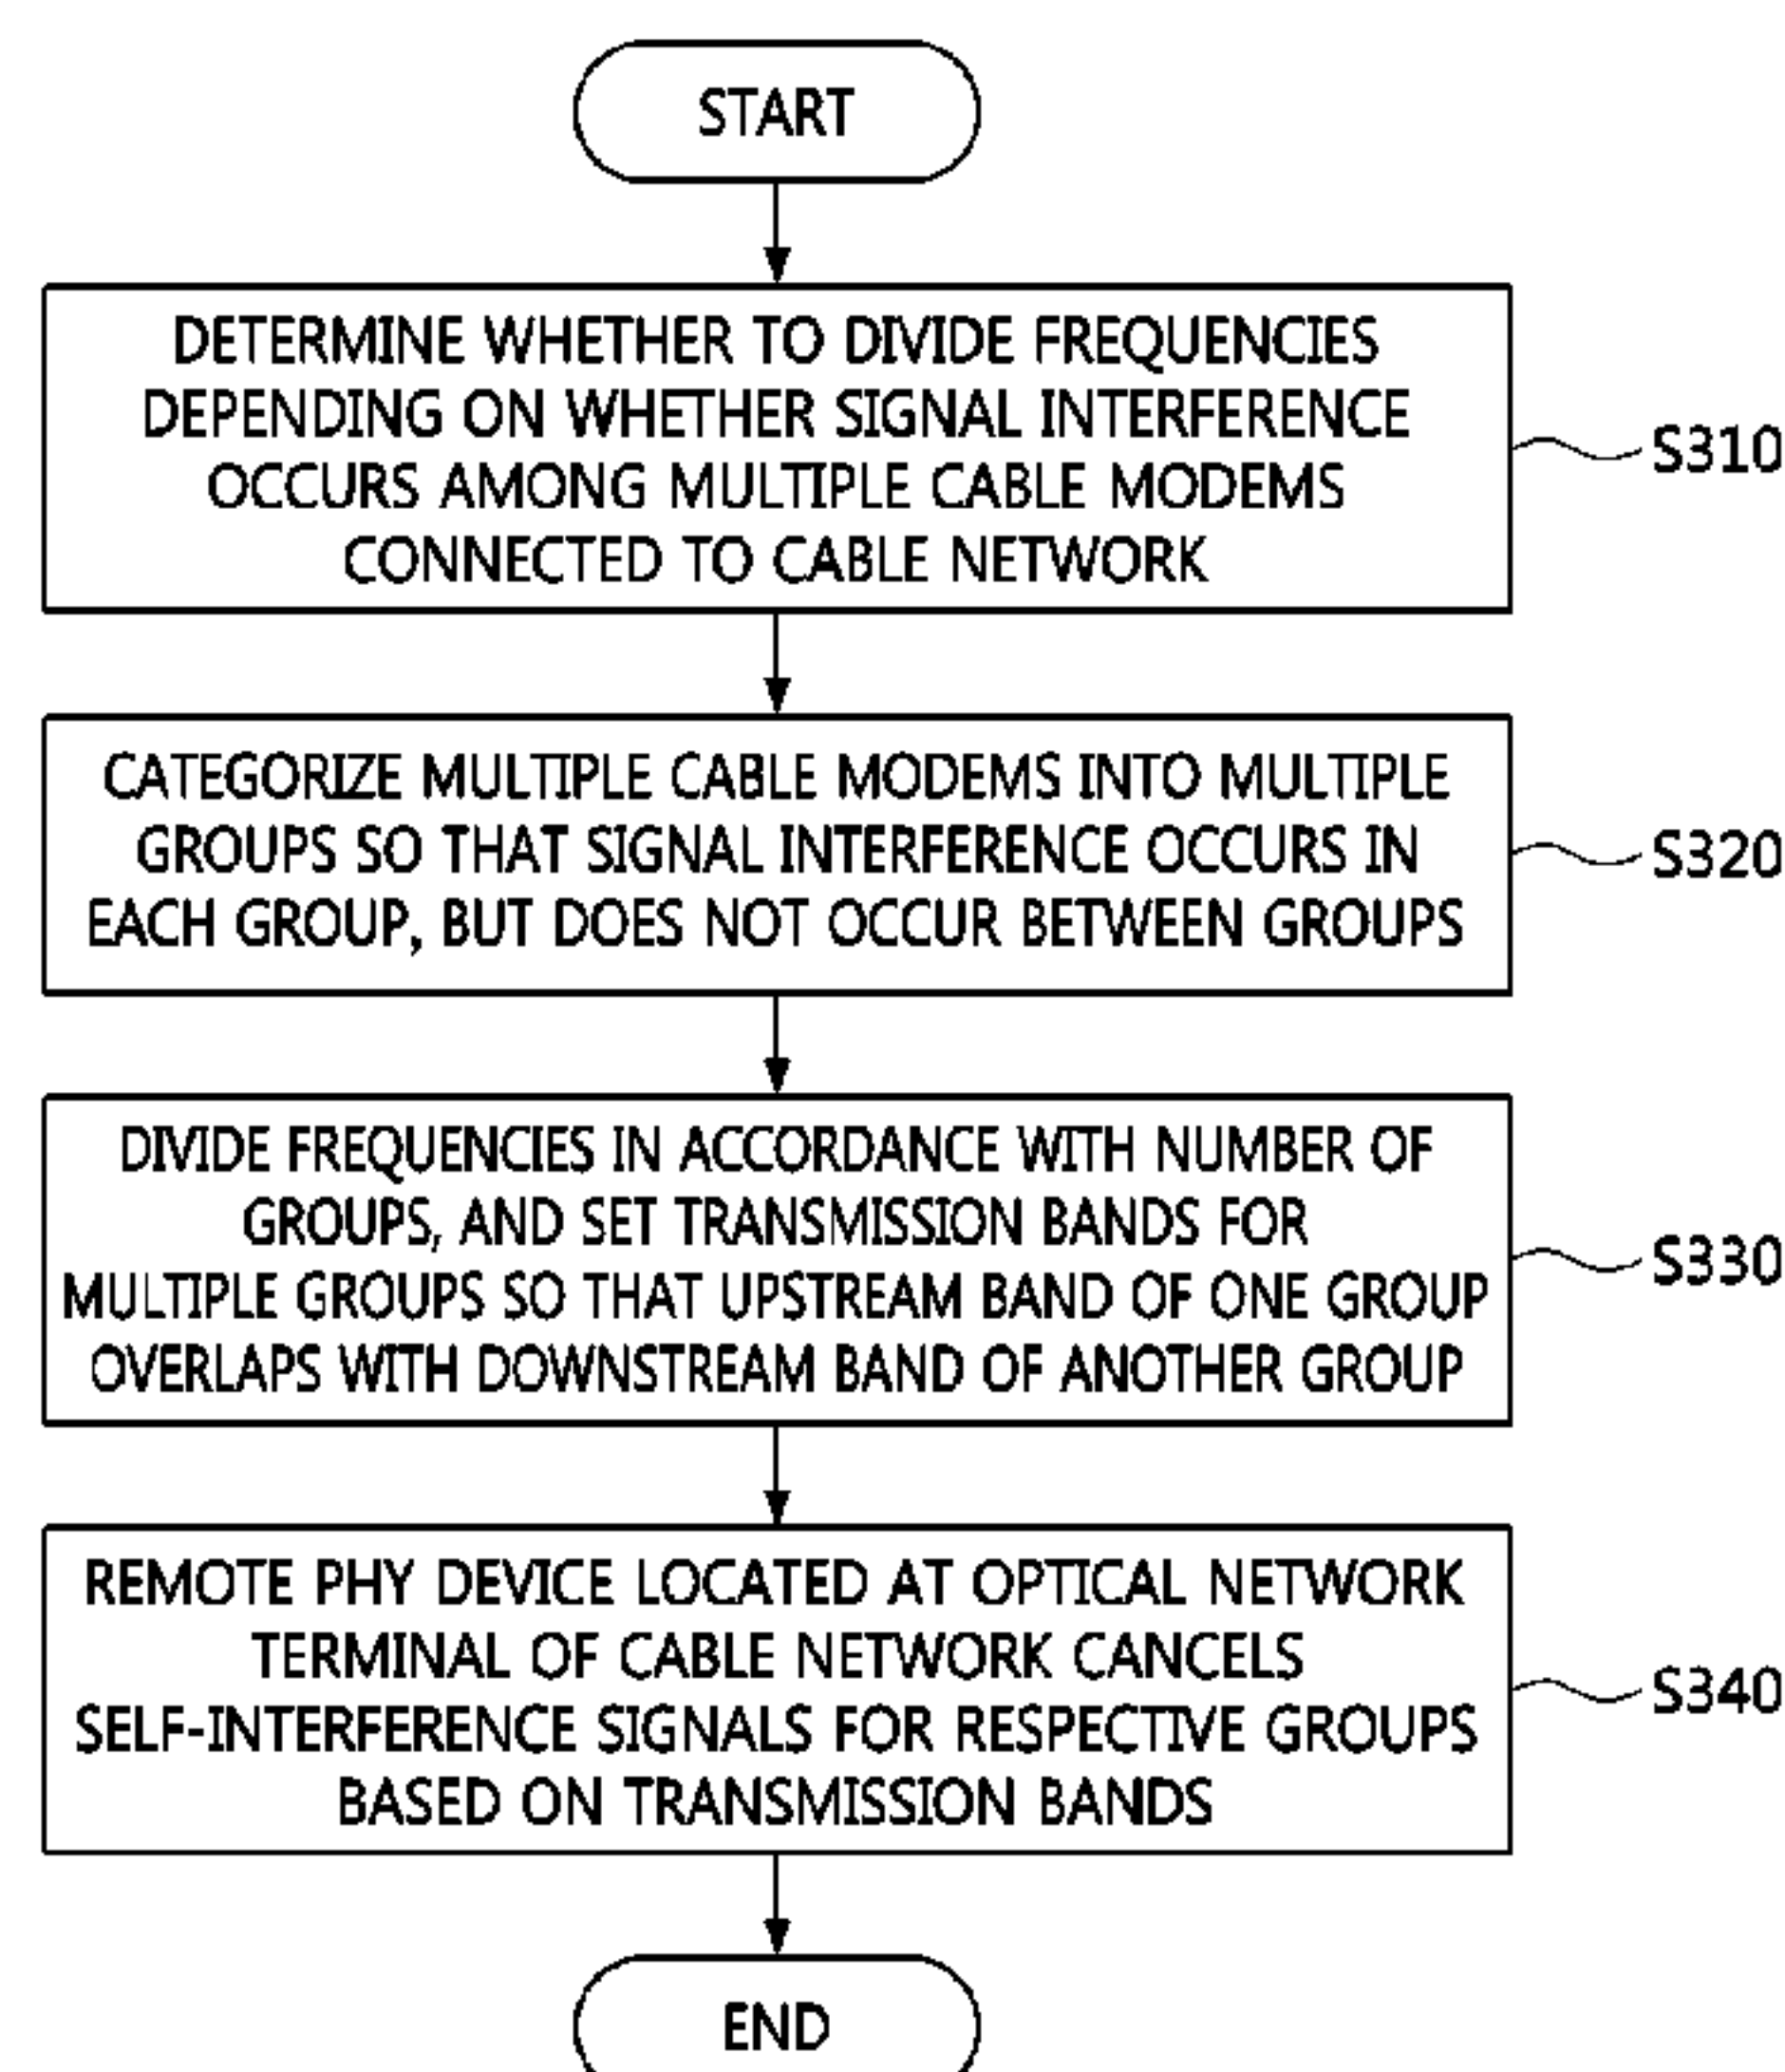 START
DETERMINE WHETHER TO DIVIDE FREQUENCIES
DEPENDING ON WHETHER SIGNAL INTERFERENCE
OCCURS AMONG MULTIPLE CABLE MODEMS
CONNECTED TO CABLE NETWORK
S310
CATEGORIZE MULTIPLE CABLE MODEMS INTO MULTIPLE
GROUPS SO THAT SIGNAL INTERFERENCE OCCURS IN
EACH GROUP, BUT DOES NOT OCCUR BETWEEN GROUPS
S320
DIVIDE FREQUENCIES IN ACCORDANCE WITH NUMBER OF
GROUPS, AND SET TRANSMISSION BANDS FOR
MULTIPLE GROUPS SO THAT UPSTREAM BAND OF ONE GROUP
OVERLAPS WITH DOWNSTREAM BAND OF ANOTHER GROUP
S330
REMOTE PHY DEVICE LOCATED AT OPTICAL NETWORK
TERMINAL OF CABLE NETWORK CANCELS
SELF-INTERFERENCE SIGNALS FOR RESPECTIVE GROUPS
BASED ON TRANSMISSION BANDS
S340
END